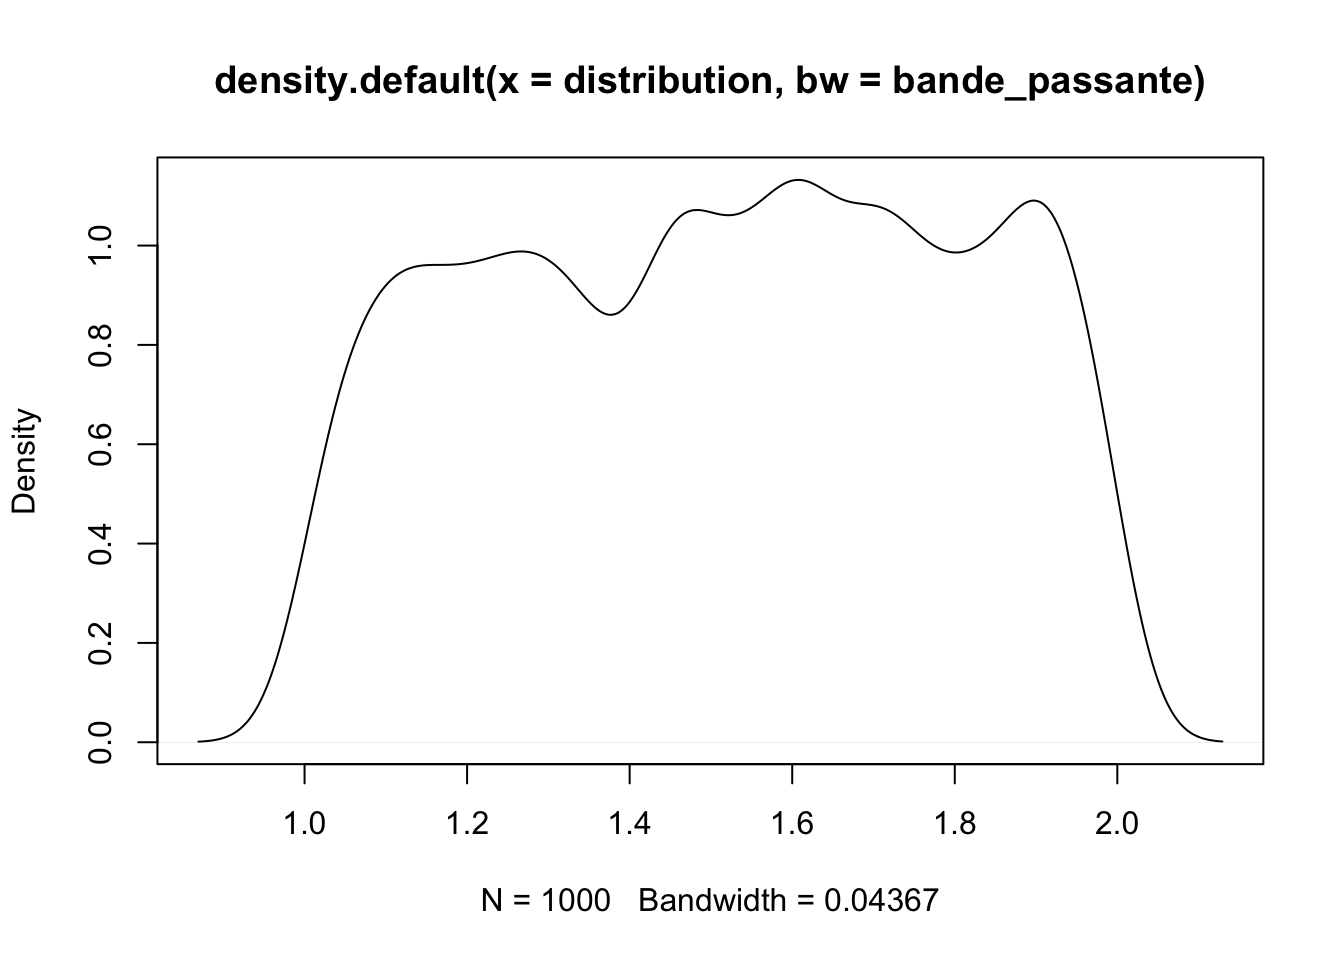 density.default(x = distribution, bw = bande_passante)
Density
1.0
0.8
0.6
0.4
0.2
0.0
1.0 1.2 1.4 1.6 1.8 2.0
N = 1000 Bandwidth = 0.04367